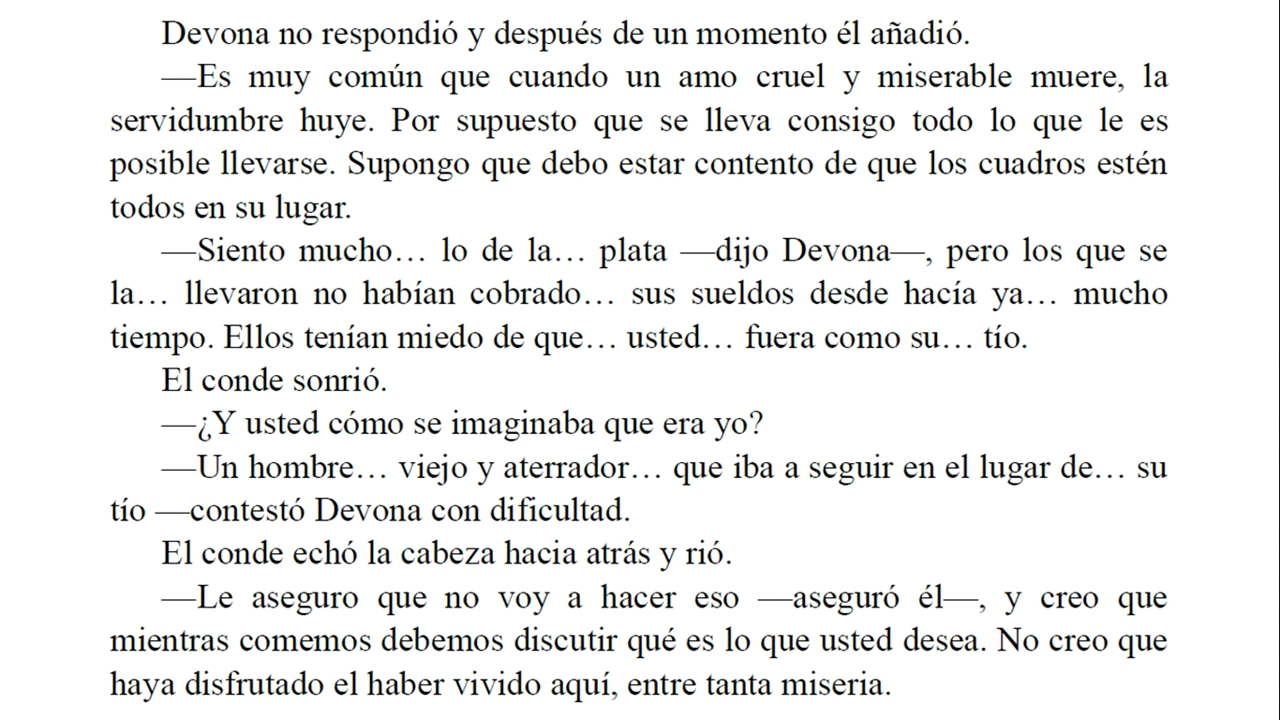 Devona no respondió y después de un momento él añadió.
—Es muy común que cuando un amo cruel y miserable muere, la
servidumbre huye. Por supuesto que se lleva consigo todo lo que le es
posible llevarse. Supongo que debo estar contento de que los cuadros estén
todos en su lugar.
—Siento mucho… lo de la… plata —dijo Devona—, pero los que se
la… llevaron no habían cobrado… sus sueldos desde hacía ya… mucho
tiempo. Ellos tenían miedo de que… usted… fuera como su… tío.
El conde sonrió.
—¿Y usted cómo se imaginaba que era yo?
—Un hombre… viejo y aterrador… que iba a seguir en el lugar de… su
tío —contestó Devona con dificultad.
El conde echó la cabeza hacia atrás y rió.
—Le aseguro que no voy a hacer eso —aseguró él—, y creo que
mientras comemos debemos discutir qué es lo que usted desea. No creo que
haya disfrutado el haber vivido aquí, entre tanta miseria.